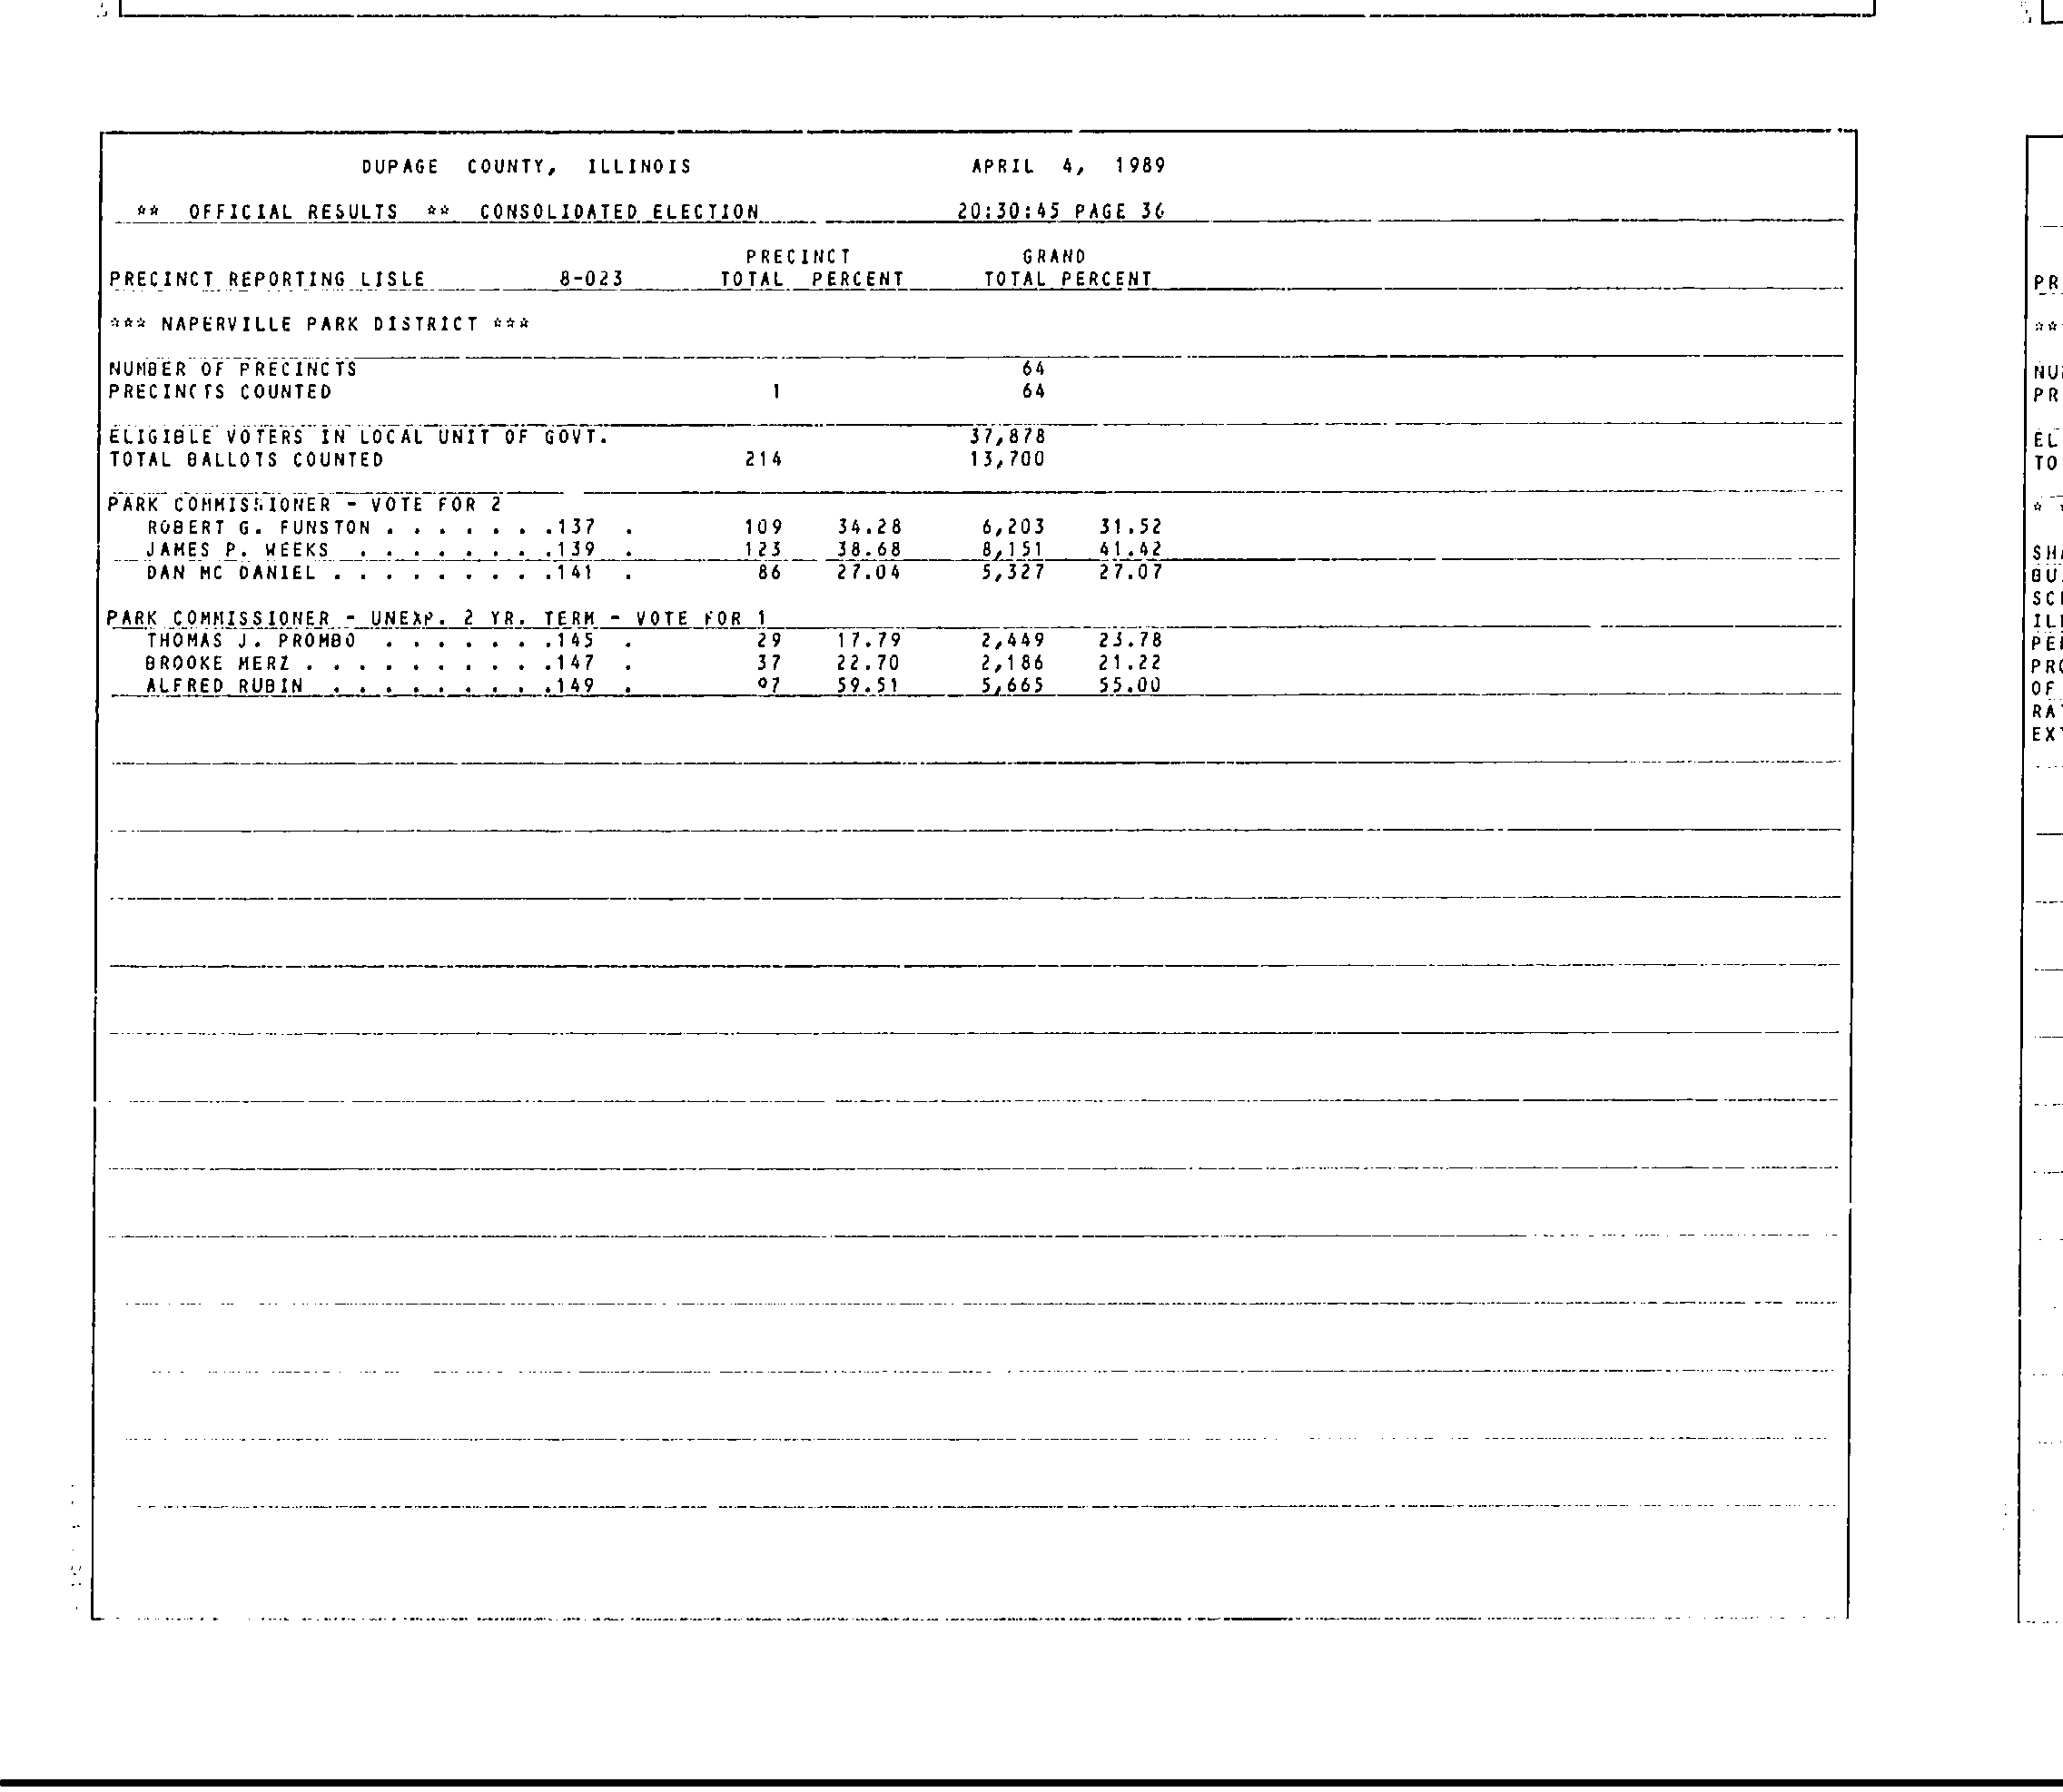 DUPAGE COUNTY, ILLINOIS APRIL 4, 1989
** OFFICIAL RESULTS ** CONSOLIDATED ELECTION 20:30:45 PAGE 36
PRECINCT GRAND
PRECINCT REPORTING LISLE 8-023 TOTAL PERCENT TOTAL PERCENT
*** NAPERVILLE PARK DISTRICT ***
NUMBER OF PRECINCTS 64
PRECINCTS COUNTED 1 64
ELIGIBLE VOTERS IN LOCAL UNIT OF GOVT. 37,878
TOTAL BALLOTS COUNTED 214 13,700
PARK COMMISSIONER - VOTE FOR 2
ROBERT G. FUNSTON . . . . . . .137 . 109 34.28 6,203 31.52
JAMES P. WEEKS . . . . . . . .139 . 123 38.68 8,151 41.42
DAN MC DANIEL . . . . . . . . .141 . 86 27.04 5,327 27.07
PARK COMMISSIONER - UNEXP. 2 YR. TERM - VOTE FOR 1
THOMAS J. PROMBO . . . . . . .145 . 29 17.79 2,449 23.78
BROOKE MERZ . . . . . . . . . .147 . 37 22.70 2,186 21.22
ALFRED RUBIN . . . . . . . . .149 . 97 59.51 5,665 55.00
PR
**
NU
PR
EL
TO
*
SHA
BU
SC
IL
PE
PRO
OF
RA
EX